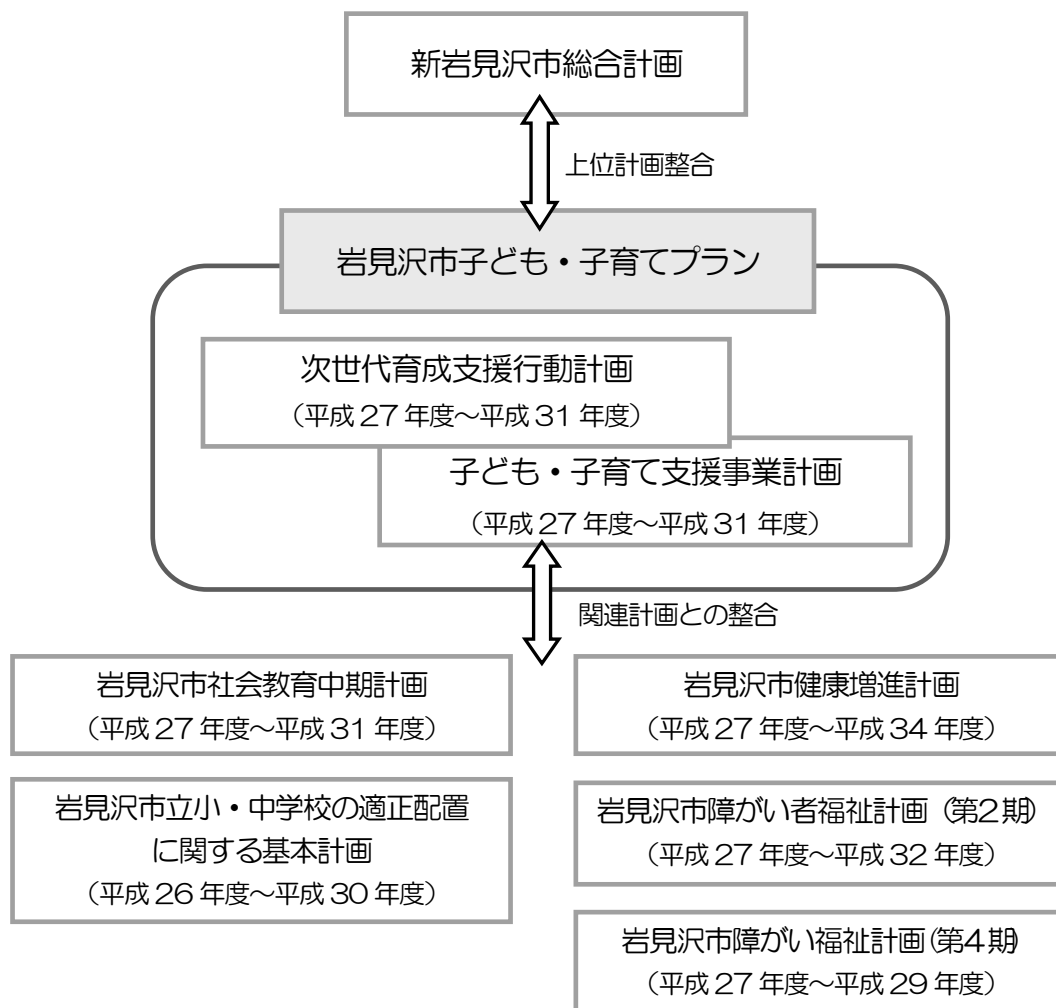 新岩見沢市総合計画
上位計画整合
岩見沢市子ども・子育てプラン
次世代育成支援行動計画
（平成27年度～平成31年度）
子ども・子育て支援事業計画
（平成27年度～平成31年度）
関連計画との整合
岩見沢市社会教育中期計画
（平成27年度～平成31年度）
岩見沢市立小・中学校の適正配置
に関する基本計画
（平成26年度～平成30年度）
岩見沢市健康増進計画
（平成27年度～平成34年度）
岩見沢市障がい者福祉計画（第2期）
（平成27年度～平成32年度）
岩見沢市障がい福祉計画（第4期）
（平成27年度～平成29年度）